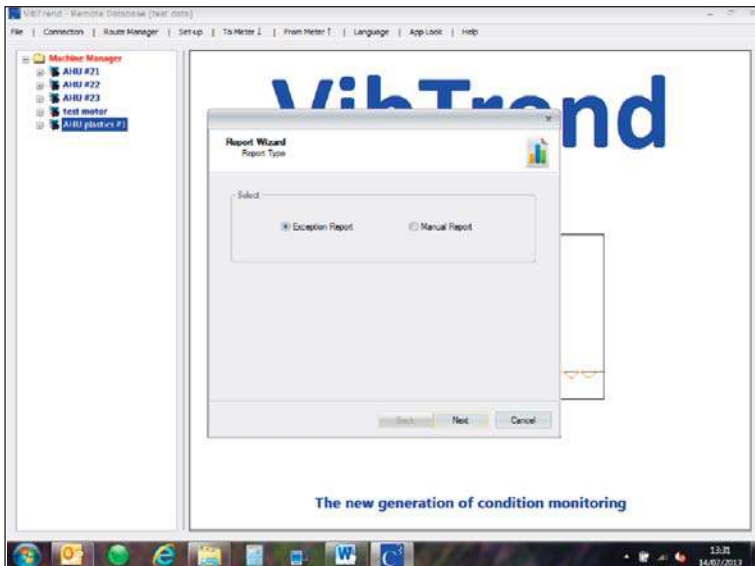 VibTrend - Remote Database (test data)
File | Connection | Route Manager | Set-up | To Meter ↓ | From Meter ↑ | Language | App Look | Help
Machine Manager
AHU #21
AHU #22
AHU #23
test motor
AHU plastics #1
VibTrend
Report Wizard
Report Type
Select
Exception Report
Manual Report
Back
Next
Cancel
The new generation of condition monitoring
13:31
14/07/2013